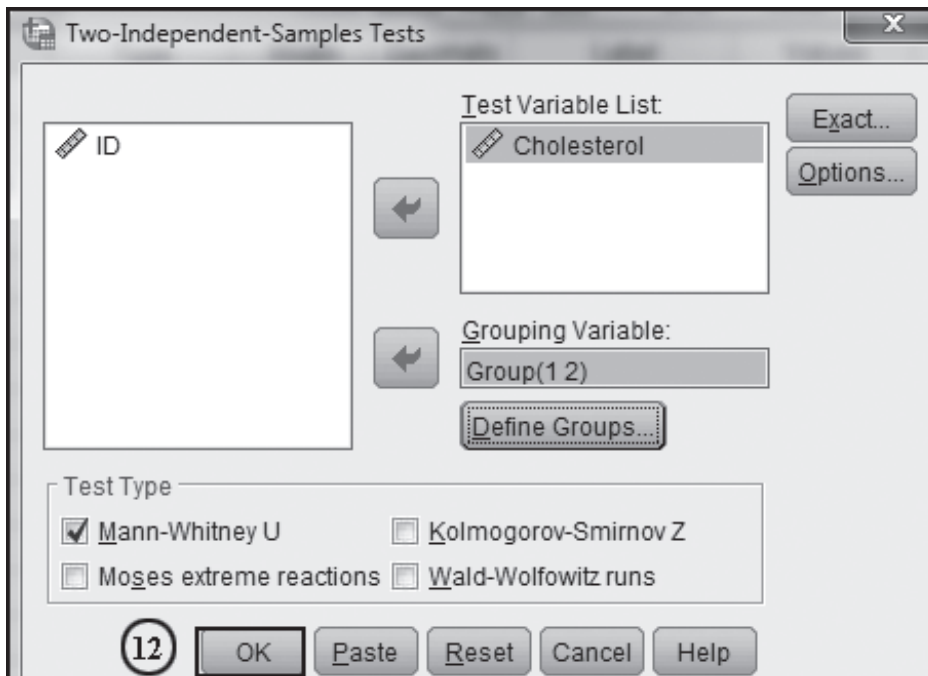 Two-Independent-Samples Tests
X
ID
Test Variable List:
Cholesterol
Exact...
Options...
Grouping Variable:
Group(1 2)
Define Groups...
Test Type
Mann-Whitney U
Kolmogorov-Smirnov Z
Moses extreme reactions
Wald-Wolfowitz runs
12
OK
Paste
Reset
Cancel
Help